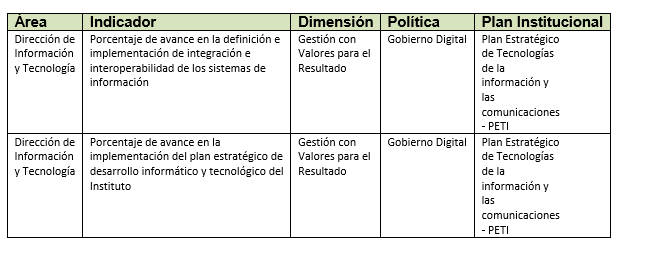 Área Indicador Dimensión Política Plan Institucional
Dirección de Información y Tecnología
Porcentaje de avance en la definición e
implementación de integración e
interoperabilidad de los sistemas de
información
Gestión con
Valores para el
Resultado
Gobierno Digital
Plan Estratégico
de Tecnologías
de la
información y
las
comunicaciones
- PETI
Dirección de
Información
y Tecnología
Porcentaje de avance en la
implementación del plan estratégico de
desarrollo informático y tecnológico del
Instituto
Gestión con
Valores para el
Resultado
Gobierno Digital
Plan Estratégico
de Tecnologías
de la
información y
las
comunicaciones
- PETI